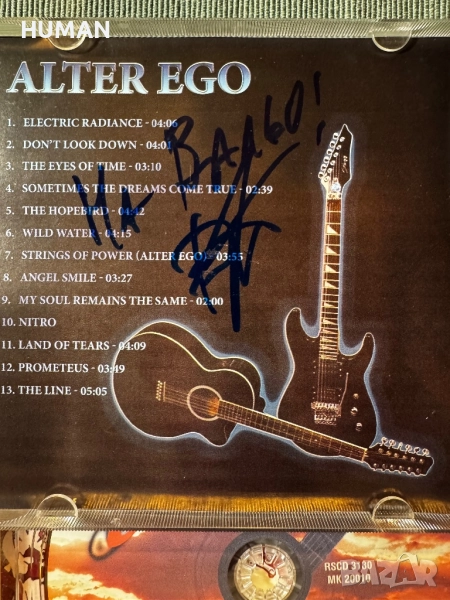 HUMAN
ALTER EGO
1. ELECTRIC RADIANCE - 04:06
2. DON'T LOOK DOWN - 04:01
3. THE EYES OF TIME - 03:10
4. SOMETIMES THE DREAMS COME TRUE - 02:39
5. THE HOPEBIRD - 04:42
6. WILD WATER - 04:15
7. STRINGS OF POWER (ALTER EGO) - 03:55
8. ANGEL SMILE - 03:27
9. MY SOUL REMAINS THE SAME - 02:00
10. NITRO
11. LAND OF TEARS - 04:09
12. PROMETEUS - 03:49
13. THE LINE - 05:05
НА ВАЛЬО!
RSCD 3130
MK 20010